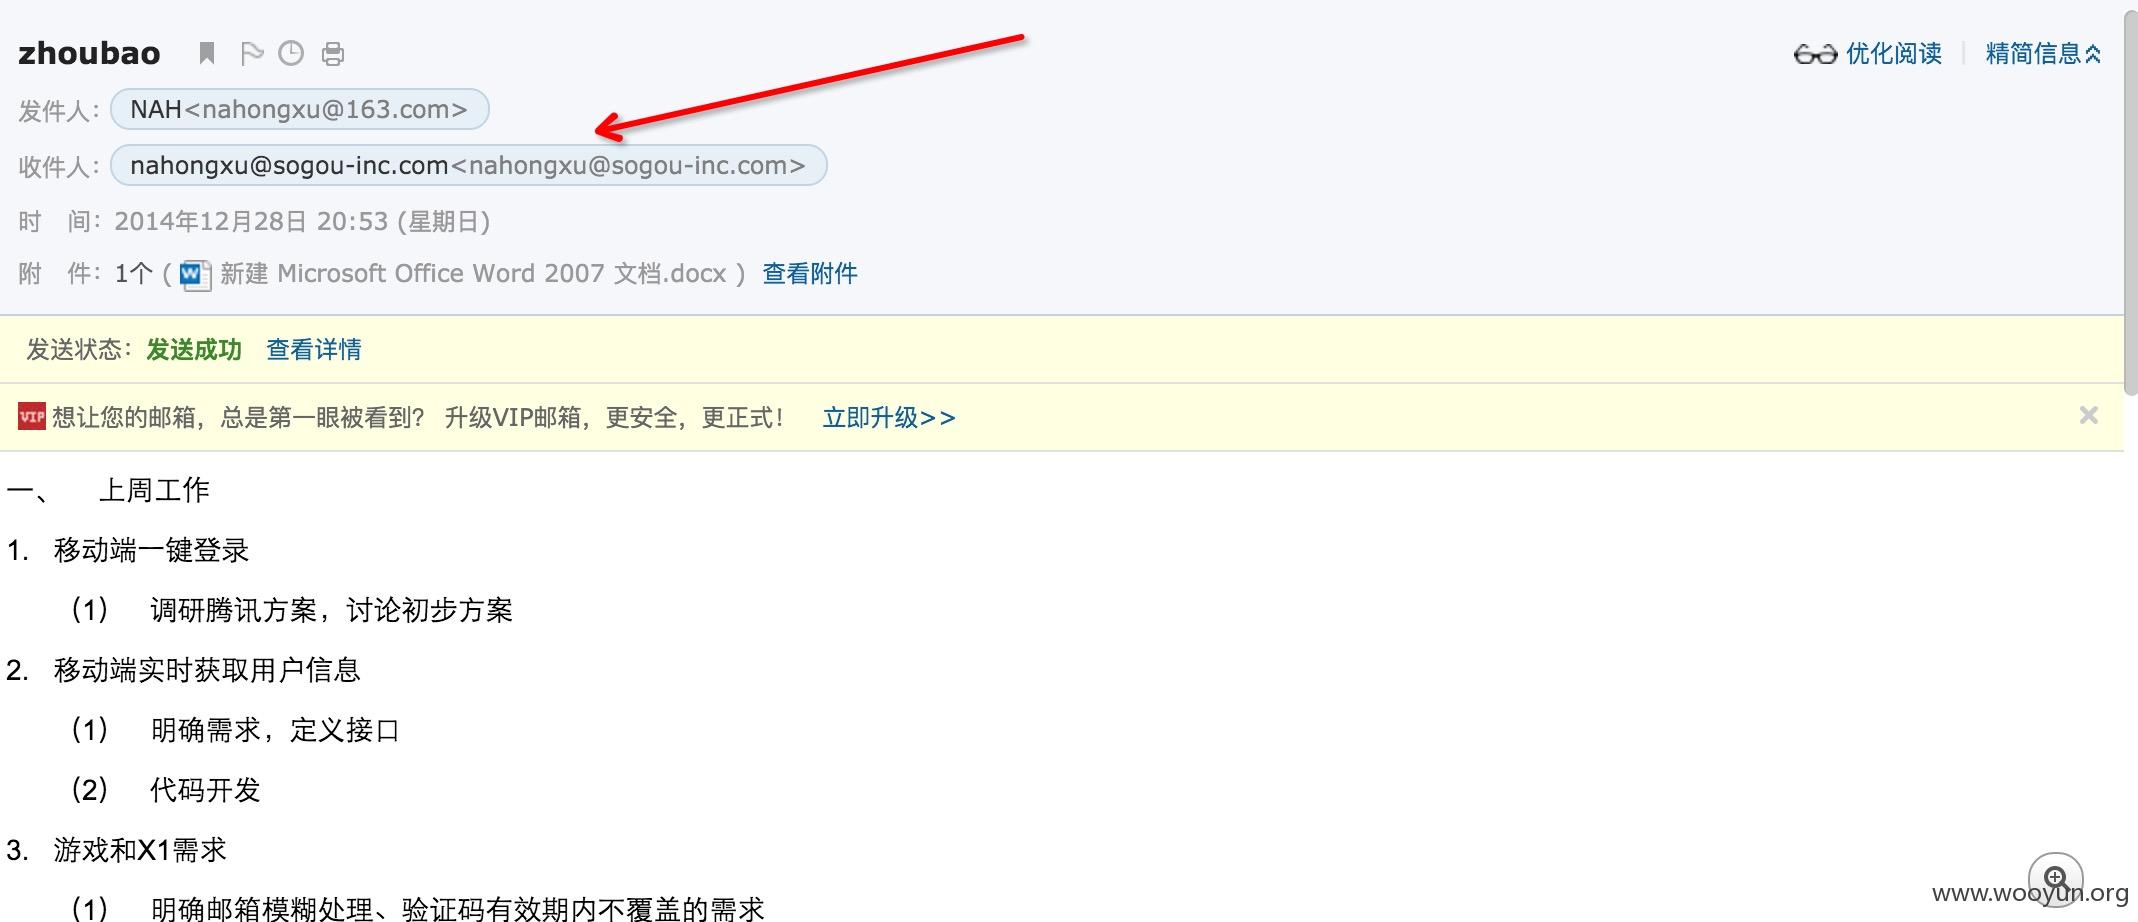 zhoubao
优化阅读 | 精简信息
发件人: NAH<nahongxu@163.com>
收件人: nahongxu@sogou-inc.com<nahongxu@sogou-inc.com>
时 间: 2014年12月28日 20:53 (星期日)
附 件: 1个 ( 新建 Microsoft Office Word 2007 文档.docx ) 查看附件
发送状态: 发送成功 查看详情
VIP 想让您的邮箱，总是第一眼被看到？ 升级VIP邮箱，更安全，更正式！ 立即升级>>
一、 上周工作
1. 移动端一键登录
（1） 调研腾讯方案，讨论初步方案
2. 移动端实时获取用户信息
（1） 明确需求，定义接口
（2） 代码开发
3. 游戏和X1需求
（1） 明确邮箱模糊处理、验证码有效期内不覆盖的需求
www.wooyun.org